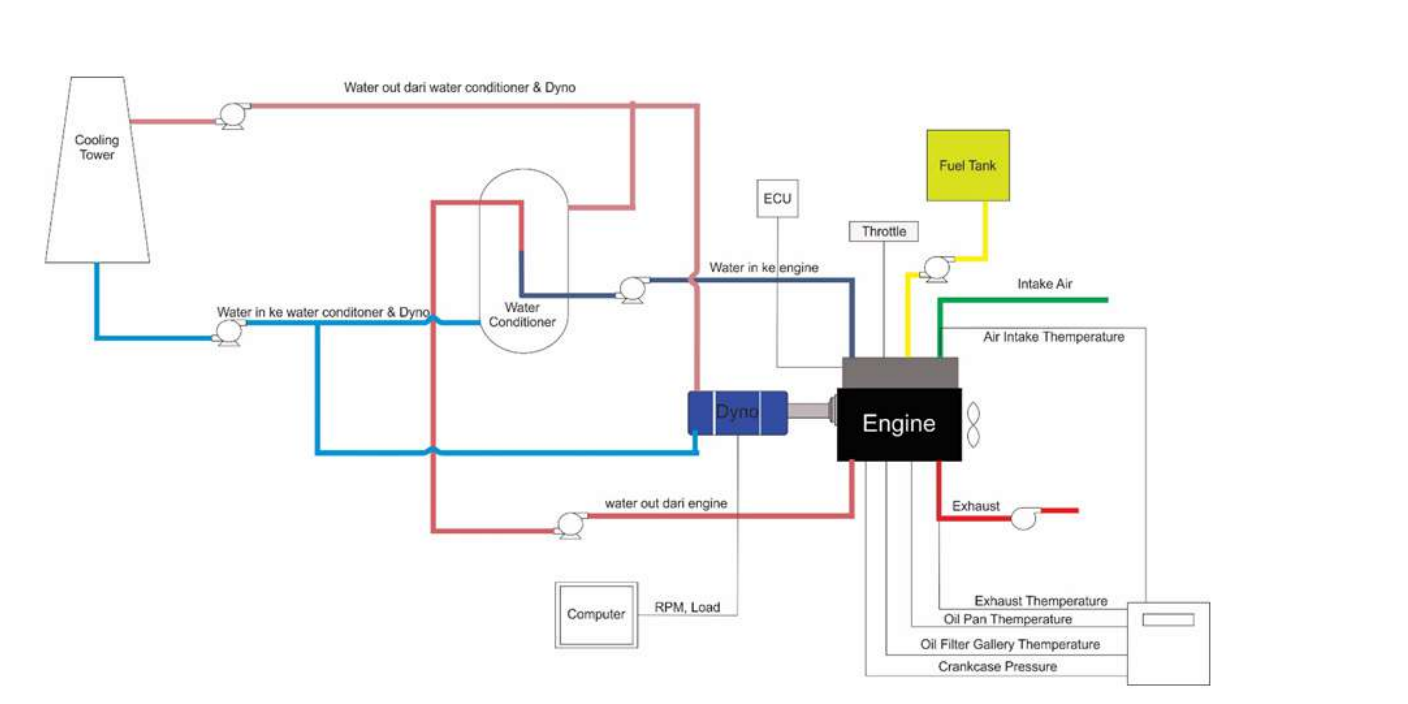 Water out dari water conditioner & Dyno
Cooling
Tower
Fuel Tank
ECU
Throttle
Water in ke engine
Intake Air
Water in ke water conditoner & Dyno
Water
Conditioner
Air Intake Themperature
Dyno
Engine
water out dari engine
Exhaust
Computer
RPM, Load
Exhaust Themperature
Oil Pan Themperature
Oil Filter Gallery Themperature
Crankcase Pressure